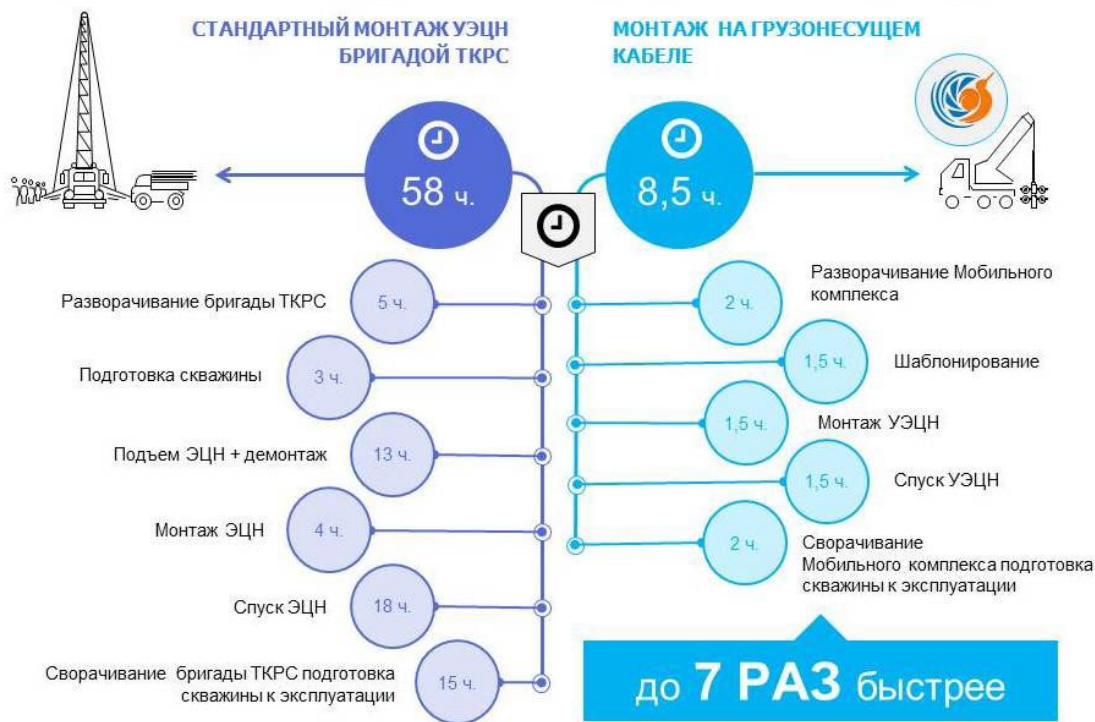 СТАНДАРТНЫЙ МОНТАЖ УЭЦН
БРИГАДОЙ ТКРС
МОНТАЖ НА ГРУЗОНЕСУЩЕМ
КАБЕЛЕ
58 ч.
8,5 ч.
Разворачивание бригады ТКРС
5 ч.
Подготовка скважины
3 ч.
Подъем ЭЦН + демонтаж
13 ч.
Монтаж ЭЦН
4 ч.
Спуск ЭЦН
18 ч.
Сворачивание бригады ТКРС подготовка
скважины к эксплуатации
15 ч.
2 ч.
Разворачивание Мобильного
комплекса
1,5 ч.
Шаблонирование
1,5 ч.
Монтаж УЭЦН
1,5 ч.
Спуск УЭЦН
2 ч.
Сворачивание
Мобильного комплекса подготовка
скважины к эксплуатации
до 7 РАЗ быстрее